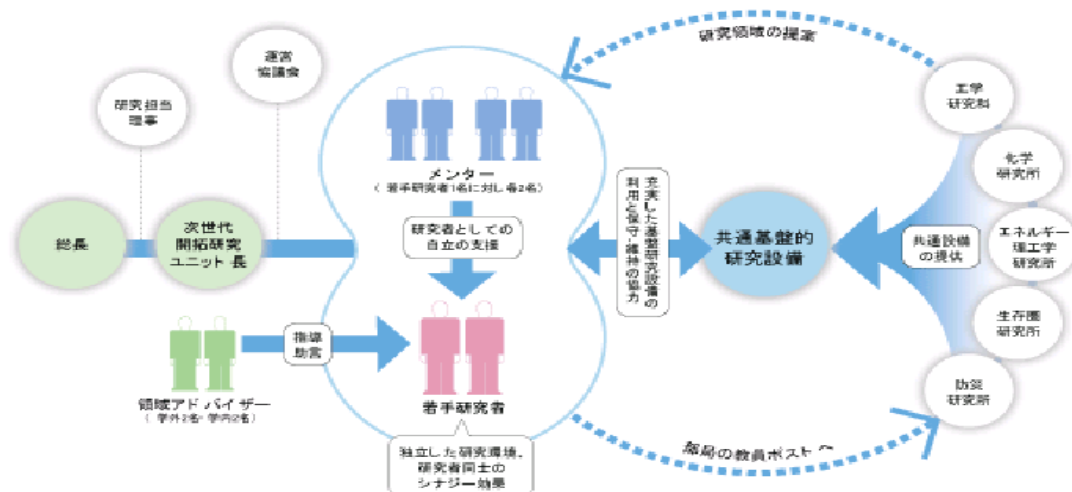 研究領域の提案
運営
協議会
研究担当
理事
工学
研究科
化学
研究所
メンター
( 若手研究者1名に対し各2名)
充実した基盤研究設備の
利用と保守・維持の協力
総長
次世代
開拓研究
ユニット 長
研究者としての
自立の支援
共通基盤的
研究設備
共通設備
の提供
エネルギー
理工学
研究所
生存圏
研究所
指導
助言
防災
研究所
領域アドバイザー
( 学外2名・学内2名)
若手研究者
部局の教員ポストへ
独立した研究環境、
研究者同士の
シナジー効果